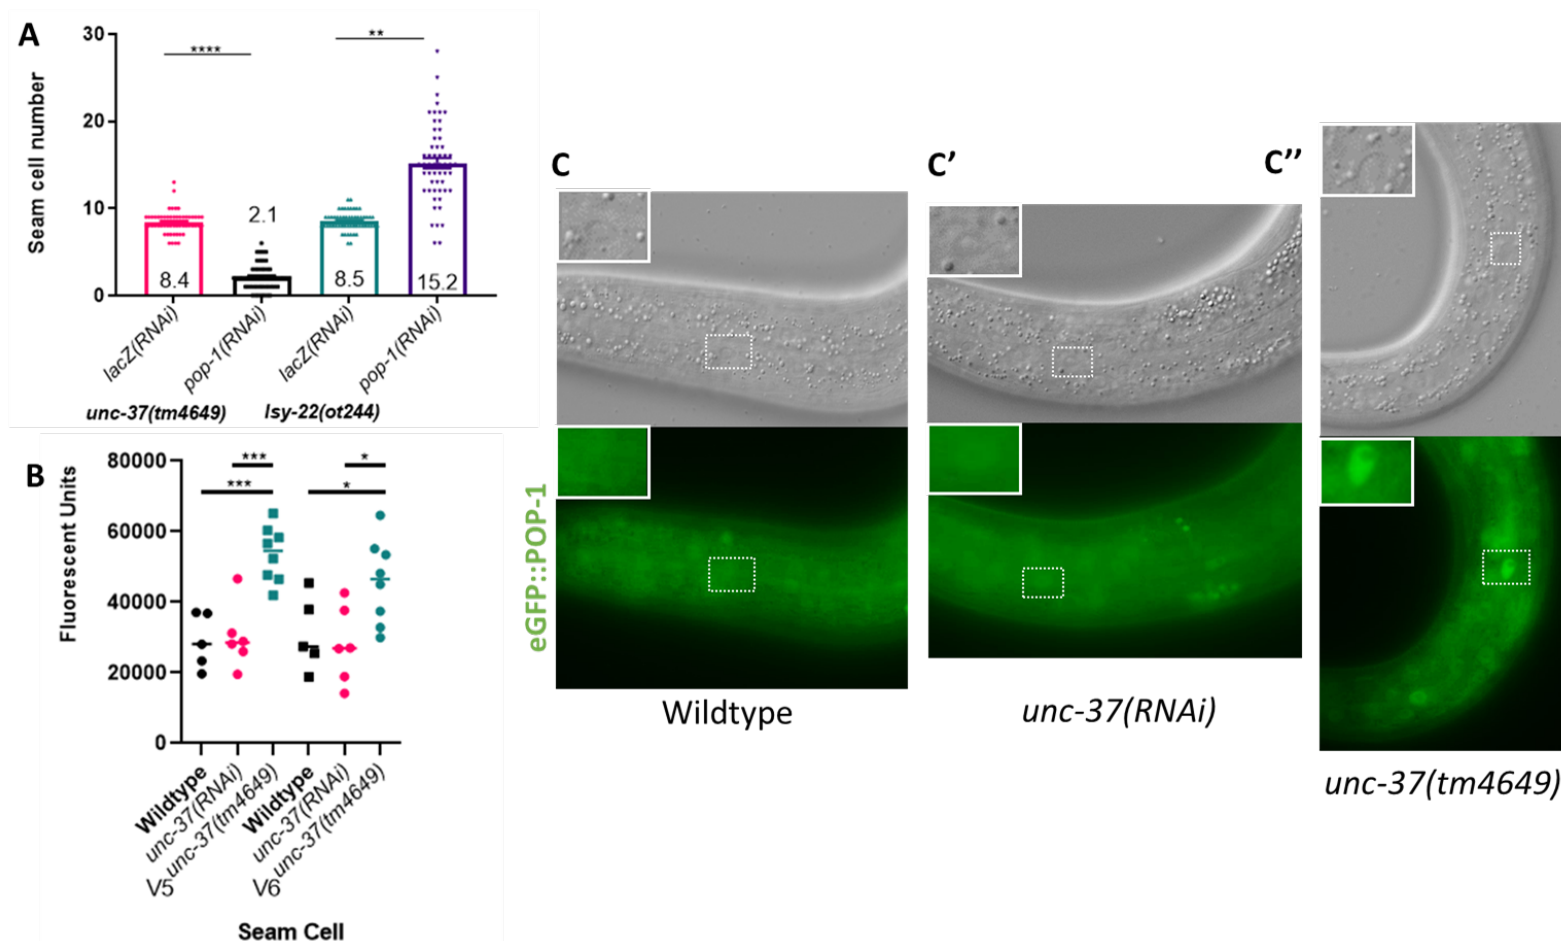 A
Seam cell number
30
20
10
0
****
**
8.4
2.1
8.5
15.2
lacZ(RNAi)
pop-1(RNAi)
lacZ(RNAi)
pop-1(RNAi)
unc-37(tm4649)
lsy-22(ot244)
B
Fluorescent Units
80000
60000
40000
20000
0
***
***
*
*
Wildtype
unc-37(RNAi)
unc-37(tm4649)
Wildtype
unc-37(RNAi)
unc-37(tm4649)
V5
V6
Seam Cell
C
C’
C’’
eGFP::POP-1
Wildtype
unc-37(RNAi)
unc-37(tm4649)